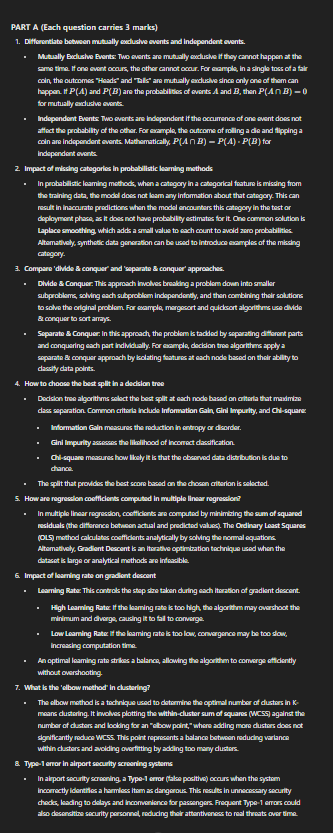 PART A (Each question carries 3 marks)
1. Differentiate between mutually exclusive events and independent events.
• Mutually Exclusive Events: Two events are mutually exclusive if they cannot happen at the
same time. If one event occurs, the other cannot occur. For example, in a single toss of a fair
coin, the outcomes "Heads" and "Tails" are mutually exclusive since only one of them can
happen. If P(A) and P(B) are the probabilities of events A and B, then P(A ∩ B) = 0
for mutually exclusive events.
• Independent Events: Two events are independent if the occurrence of one event does not
affect the probability of the other. For example, the outcome of rolling a die and flipping a
coin are independent events. Mathematically, P(A ∩ B) = P(A) · P(B) for
independent events.
2. Impact of missing categories in probabilistic learning methods
• In probabilistic learning methods, when a category in a categorical feature is missing from
the training data, the model does not learn any information about that category. This can
result in inaccurate predictions when the model encounters this category in the test or
deployment phase, as it does not have probability estimates for it. One common solution is
Laplace smoothing, which adds a small value to each count to avoid zero probabilities.
Alternatively, synthetic data generation can be used to introduce examples of the missing
category.
3. Compare 'divide & conquer' and 'separate & conquer' approaches.
• Divide & Conquer: This approach involves breaking a problem down into smaller
subproblems, solving each subproblem independently, and then combining their solutions
to solve the original problem. For example, mergesort and quicksort algorithms use divide
& conquer to sort arrays.
• Separate & Conquer: In this approach, the problem is tackled by separating different parts
and conquering each part individually. For example, decision tree algorithms apply a
separate & conquer approach by isolating features at each node based on their ability to
classify data points.
4. How to choose the best split in a decision tree
• Decision tree algorithms select the best split at each node based on criteria that maximize
class separation. Common criteria include Information Gain, Gini Impurity, and Chi-square:
• Information Gain measures the reduction in entropy or disorder.
• Gini Impurity assesses the likelihood of incorrect classification.
• Chi-square measures how likely it is that the observed data distribution is due to
chance.
• The split that provides the best score based on the chosen criterion is selected.
5. How are regression coefficients computed in multiple linear regression?
• In multiple linear regression, coefficients are computed by minimizing the sum of squared
residuals (the difference between actual and predicted values). The Ordinary Least Squares
(OLS) method calculates coefficients analytically by solving the normal equations.
Alternatively, Gradient Descent is an iterative optimization technique used when the
dataset is large or analytical methods are infeasible.
6. Impact of learning rate on gradient descent
• Learning Rate: This controls the step size taken during each iteration of gradient descent.
• High Learning Rate: If the learning rate is too high, the algorithm may overshoot the
minimum and diverge, causing it to fail to converge.
• Low Learning Rate: If the learning rate is too low, convergence may be too slow,
increasing computation time.
• An optimal learning rate strikes a balance, allowing the algorithm to converge efficiently
without overshooting.
7. What is the 'elbow method' in clustering?
• The elbow method is a technique used to determine the optimal number of clusters in K-
means clustering. It involves plotting the within-cluster sum of squares (WCSS) against the
number of clusters and looking for an "elbow point," where adding more clusters does not
significantly reduce WCSS. This point represents a balance between reducing variance
within clusters and avoiding overfitting by adding too many clusters.
8. Type-1 error in airport security screening systems
• In airport security screening, a Type-1 error (false positive) occurs when the system
incorrectly identifies a harmless item as dangerous. This results in unnecessary security
checks, leading to delays and inconvenience for passengers. Frequent Type-1 errors could
also desensitize security personnel, reducing their attentiveness to real threats over time.